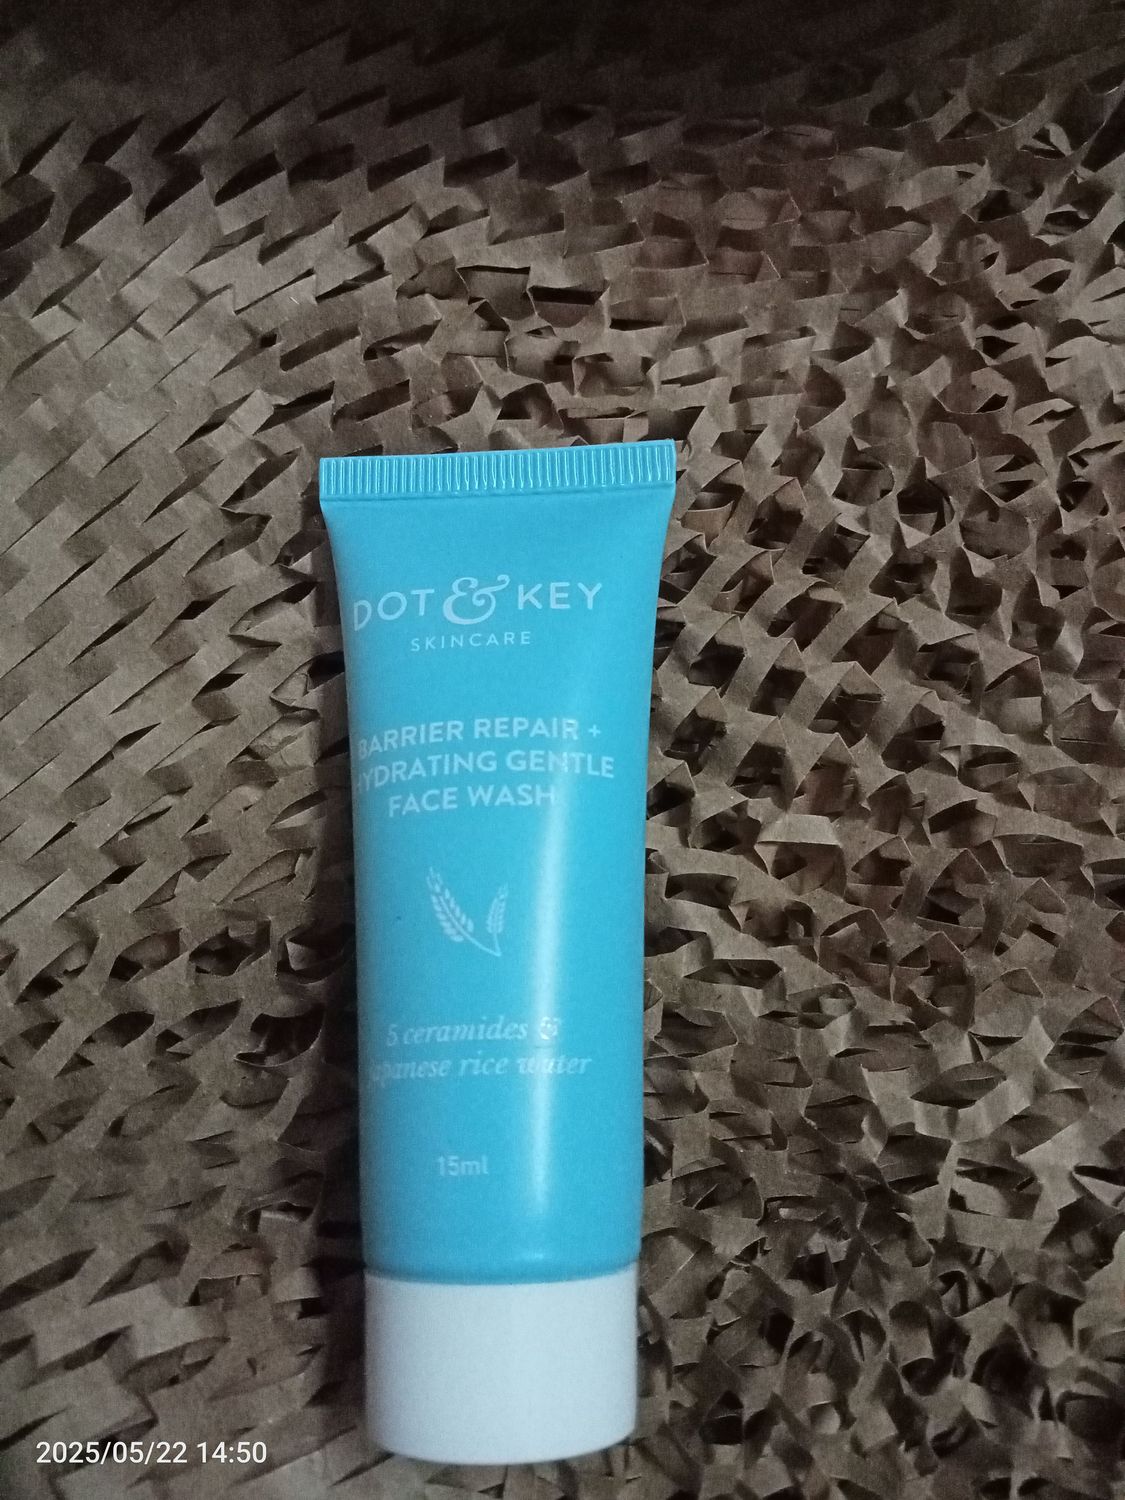 DOT & KEY
SKINCARE
BARRIER REPAIR +
HYDRATING GENTLE
FACE WASH
5 ceramides &
Japanese rice water
15ml
2025/05/22 14:50